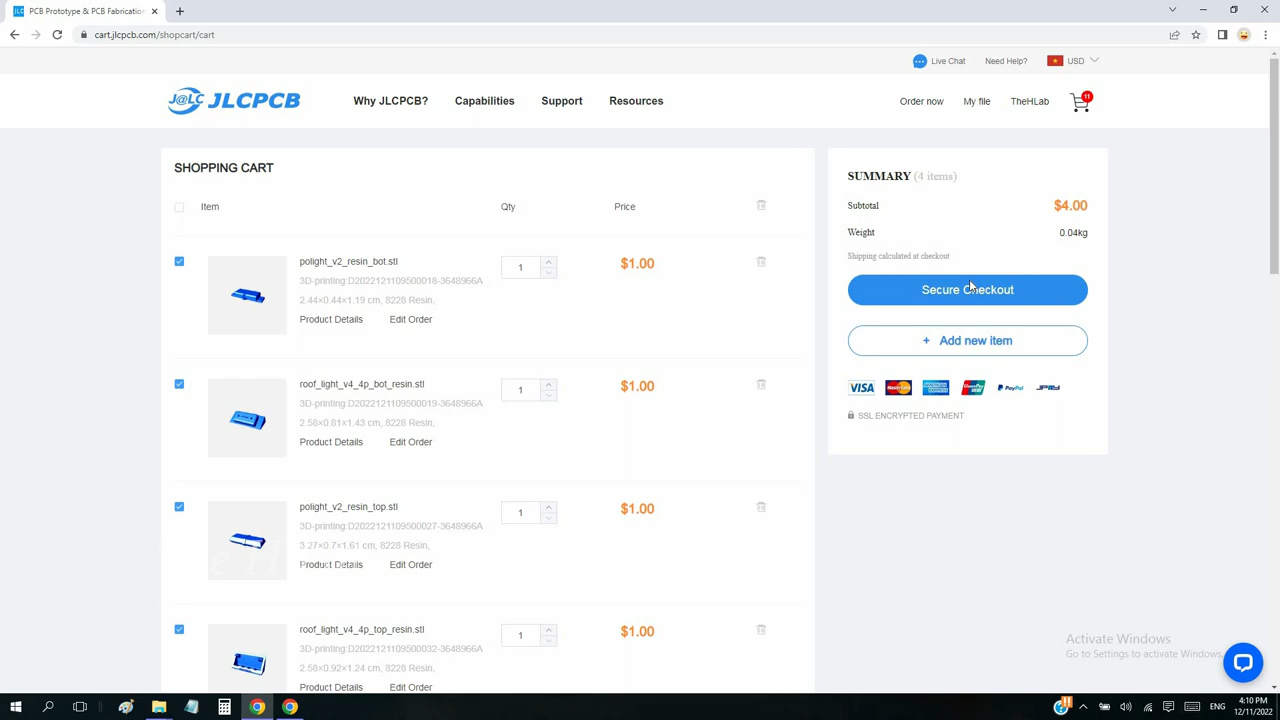 JLC PCB Prototype & PCB Fabrication
cart.jlcpcb.com/shopcart/cart
Live Chat Need Help? USD
J@LC JLCPCB Why JLCPCB? Capabilities Support Resources Order now My file TheHLab 11
SHOPPING CART
Item Qty Price
polight_v2_resin_bot.stl 1 $1.00
3D-printing:D2022121109500018-3648966A
2.44×0.44×1.19 cm, 8228 Resin,
Product Details Edit Order
roof_light_v4_4p_bot_resin.stl 1 $1.00
3D-printing:D2022121109500019-3648966A
2.58×0.81×1.43 cm, 8228 Resin,
Product Details Edit Order
polight_v2_resin_top.stl 1 $1.00
3D-printing:D2022121109500027-3648966A
3.27×0.7×1.61 cm, 8228 Resin,
Product Details Edit Order
roof_light_v4_4p_top_resin.stl 1 $1.00
3D-printing:D2022121109500032-3648966A
2.58×0.92×1.24 cm, 8228 Resin,
Product Details Edit Order
SUMMARY (4 items)
Subtotal $4.00
Weight 0.04kg
Shipping calculated at checkout
Secure Checkout
+ Add new item
VISA MasterCard PayPal JPAY
SSL ENCRYPTED PAYMENT
Activate Windows
Go to Settings to activate Windows.
ENG
4:10 PM
12/11/2022